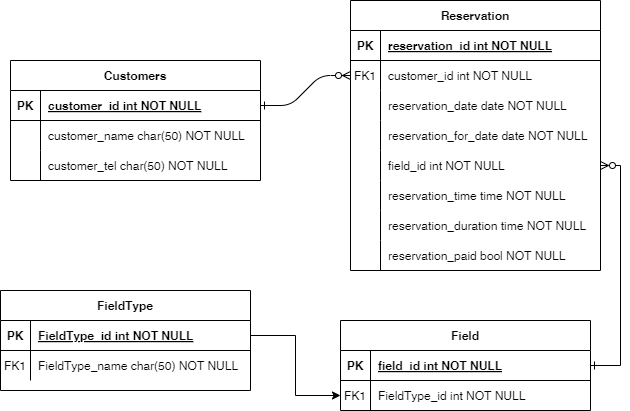 Reservation
PK reservation_id int NOT NULL
FK1 customer_id int NOT NULL
reservation_date date NOT NULL
reservation_for_date date NOT NULL
field_id int NOT NULL
reservation_time time NOT NULL
reservation_duration time NOT NULL
reservation_paid bool NOT NULL
Customers
PK customer_id int NOT NULL
customer_name char(50) NOT NULL
customer_tel char(50) NOT NULL
FieldType
PK FieldType_id int NOT NULL
FK1 FieldType_name char(50) NOT NULL
Field
PK field_id int NOT NULL
FK1 FieldType_id int NOT NULL